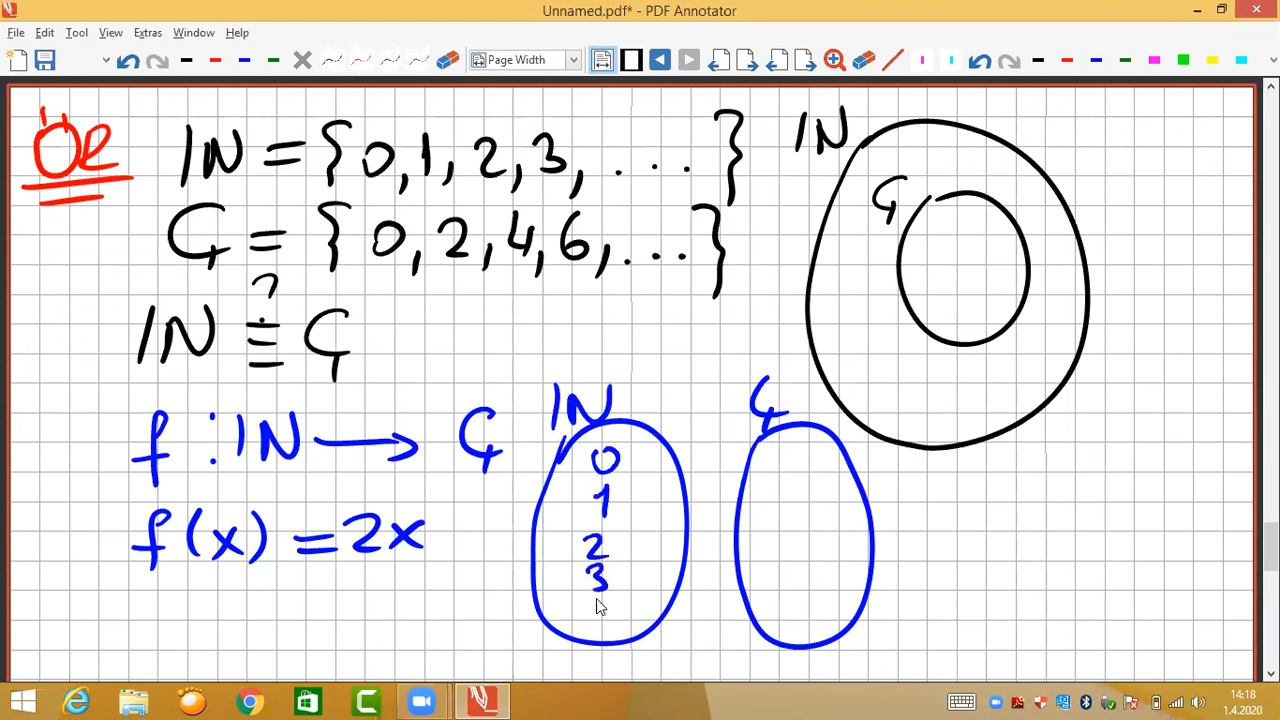 Unnamed.pdf* - PDF Annotator
File Edit Tool View Extras Window Help
Page Width
Ör
IN = {0, 1, 2, 3, . . . }
Ç = {0, 2, 4, 6, . . . }
?
IN ≡ Ç
f : IN → Ç
f(x) = 2x
IN
0
1
2
3
Ç
IN
Ç
14:18
1.4.2020